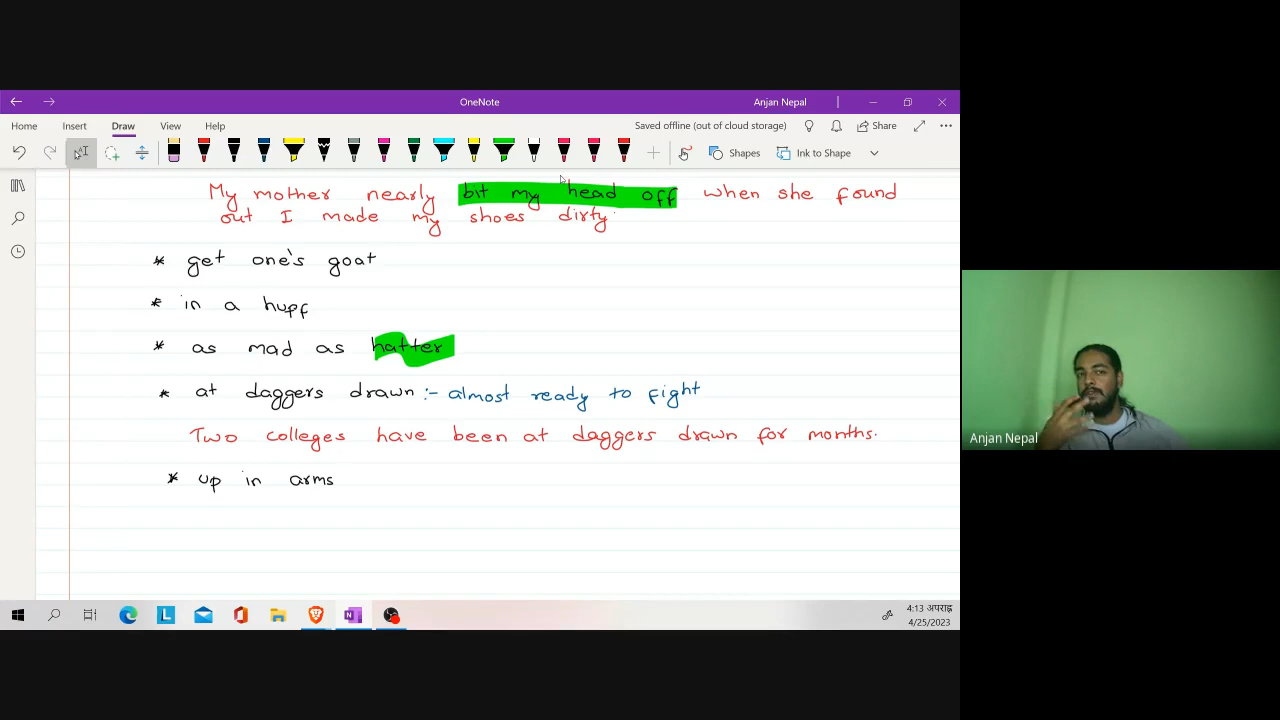 OneNote
Anjan Nepal
Home Insert Draw View Help
Saved offline (out of cloud storage)
Share
Shapes
Ink to Shape
My mother nearly bit my head off when she found
out I made my shoes dirty.
* get one's goat
* in a hupf
* as mad as hatter
* at daggers drawn :- almost ready to fight
Two colleges have been at daggers drawn for months.
* up in arms
Anjan Nepal
4:13 अपराह्न
4/25/2023